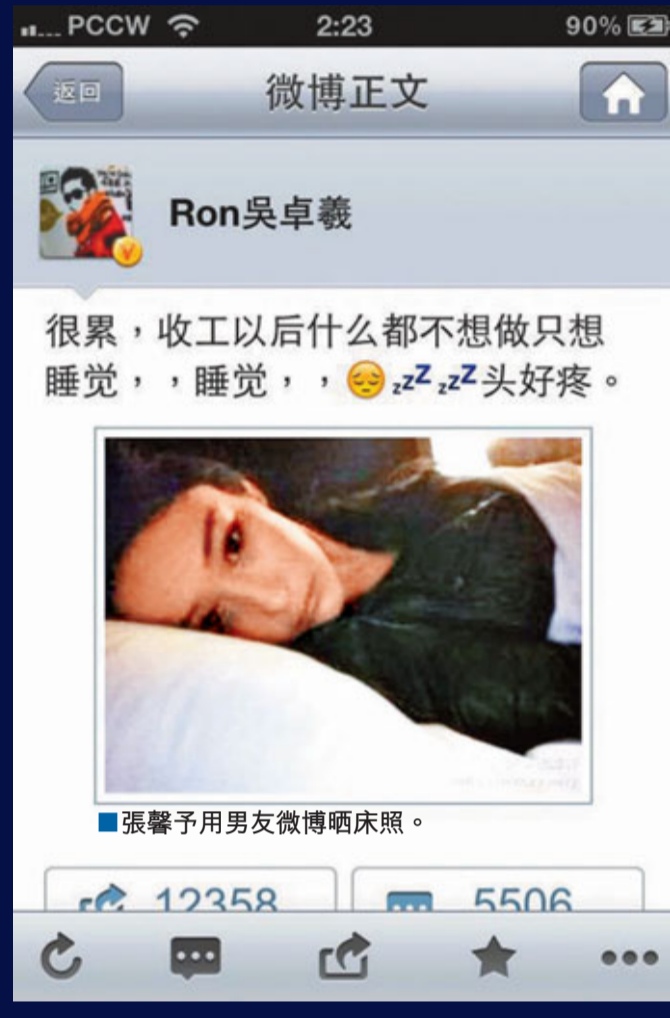 PCCW 2:23 90%
返回 微博正文
Ron吳卓羲
很累，收工以后什么都不想做只想
睡觉，，睡觉，，😔zzZ zzZ头好疼。
■張馨予用男友微博晒床照。
12358 5506